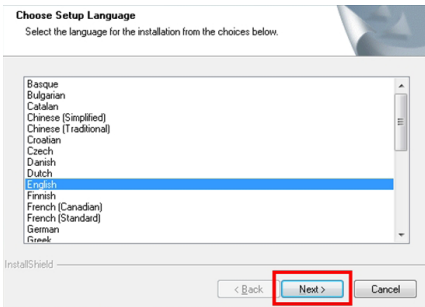 Choose Setup Language
Select the language for the installation from the choices below.
Basque
Bulgarian
Catalan
Chinese (Simplified)
Chinese (Traditional)
Croatian
Czech
Danish
Dutch
English
Finnish
French (Canadian)
French (Standard)
German
Greek
InstallShield
< Back
Next >
Cancel